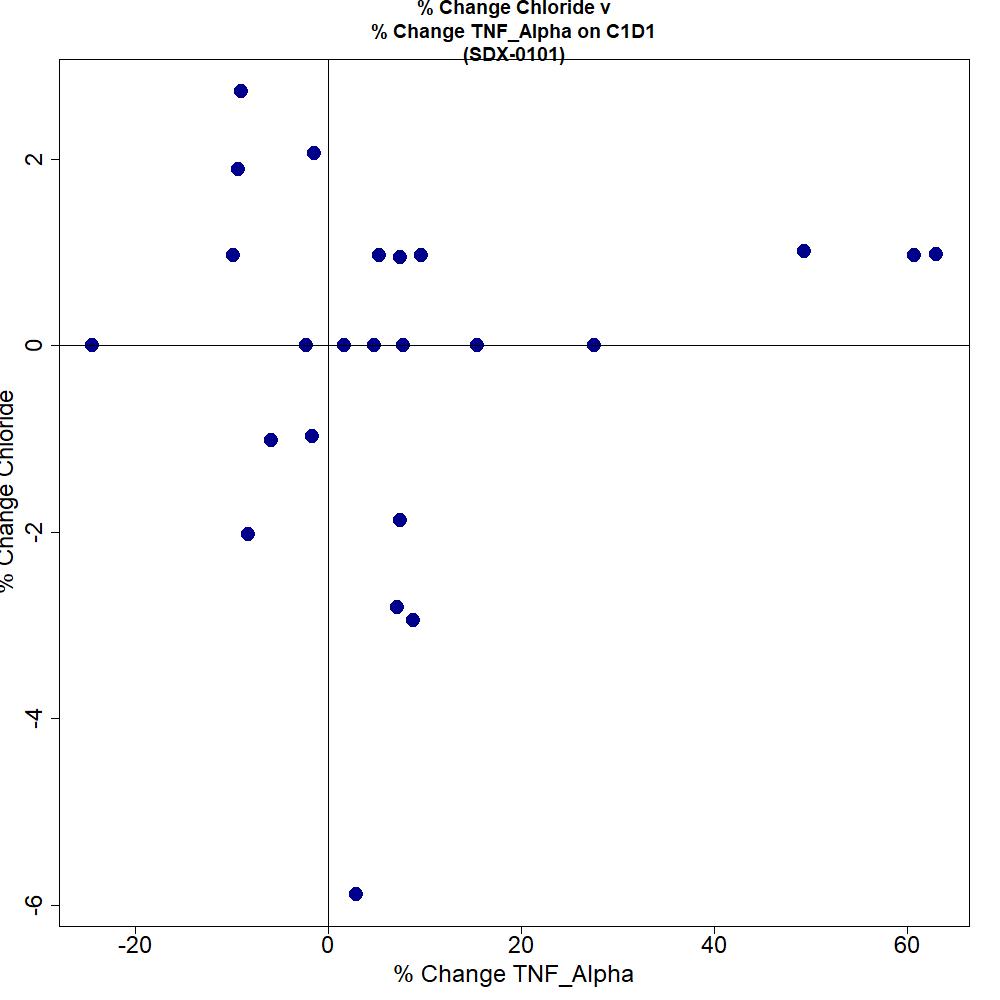 % Change Chloride v
% Change TNF_Alpha on C1D1
(SDX-0101)
% Change Chloride
2
0
-2
-4
-6
-20
0
20
40
60
% Change TNF_Alpha